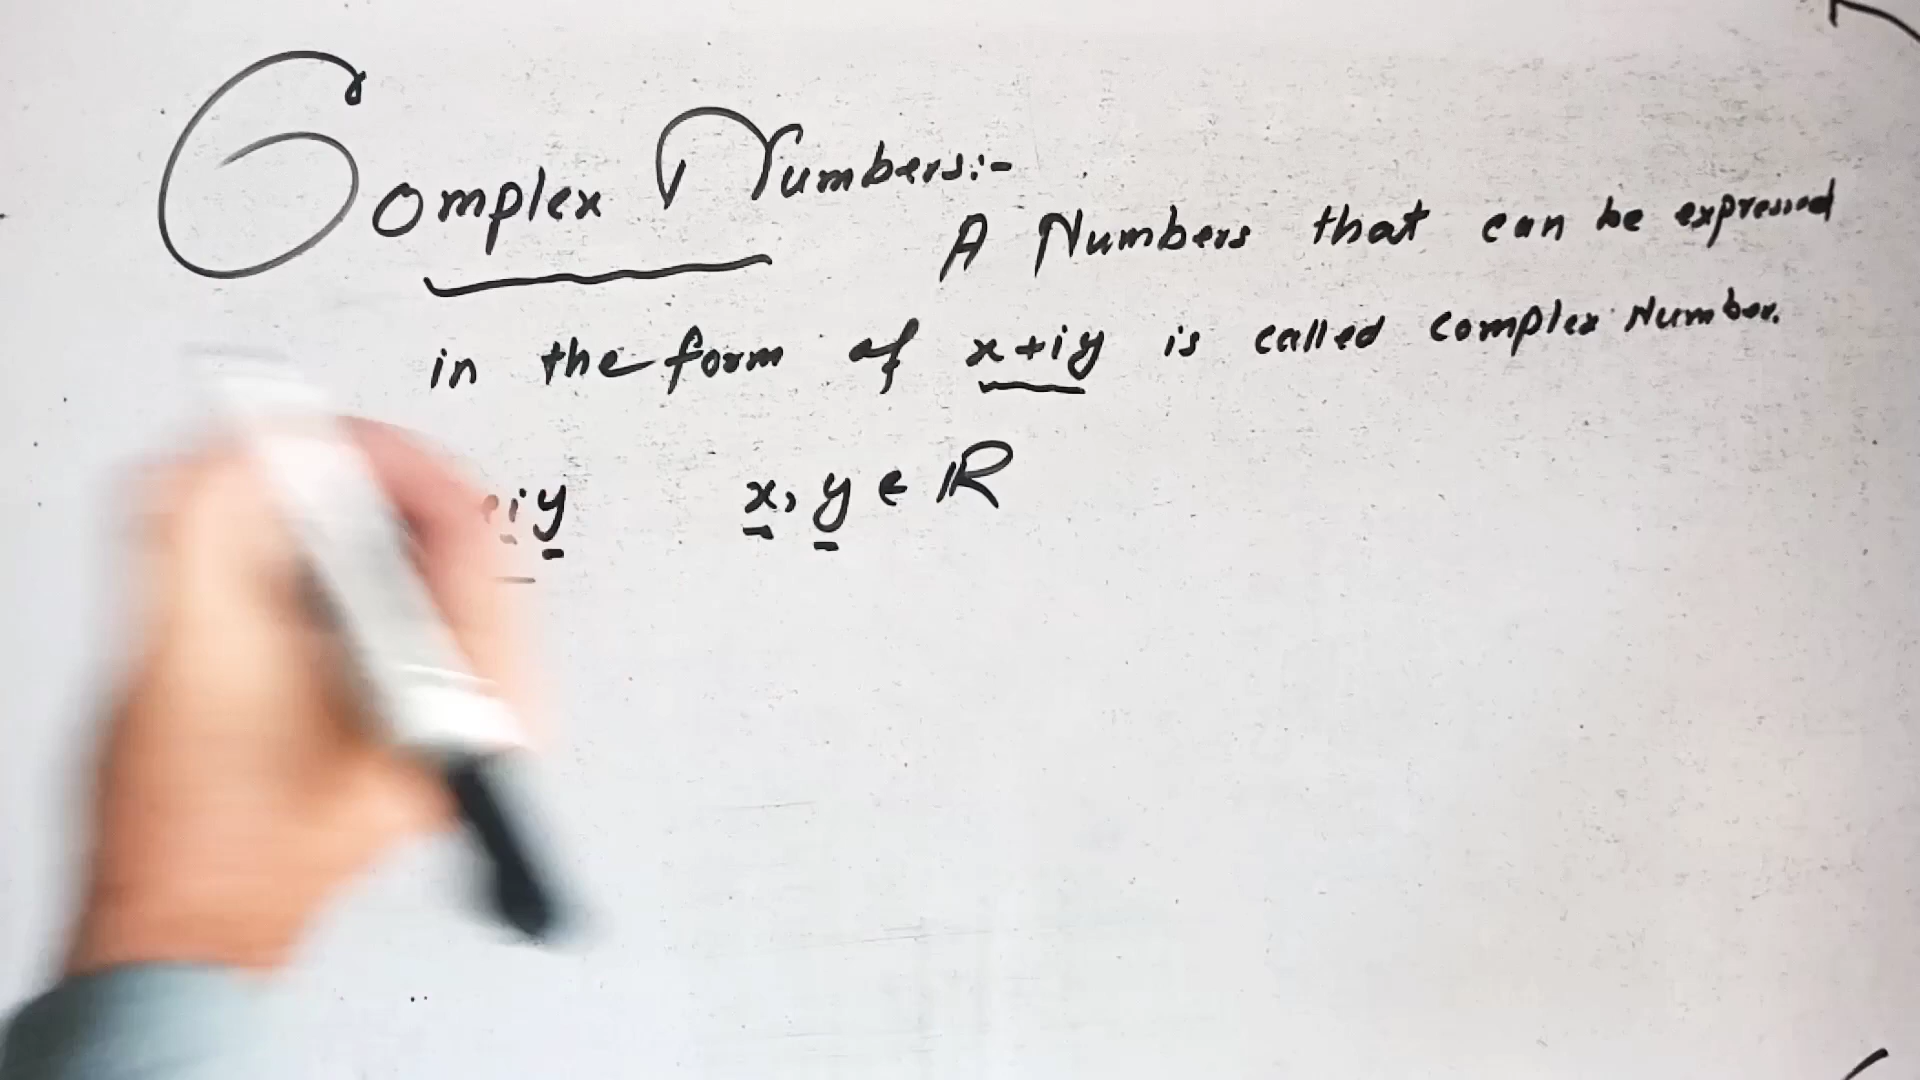 Complex Numbers:-
A Numbers that can be expressed
in the form of x+iy is called complex Number.
iy x, y ∈ ℝ